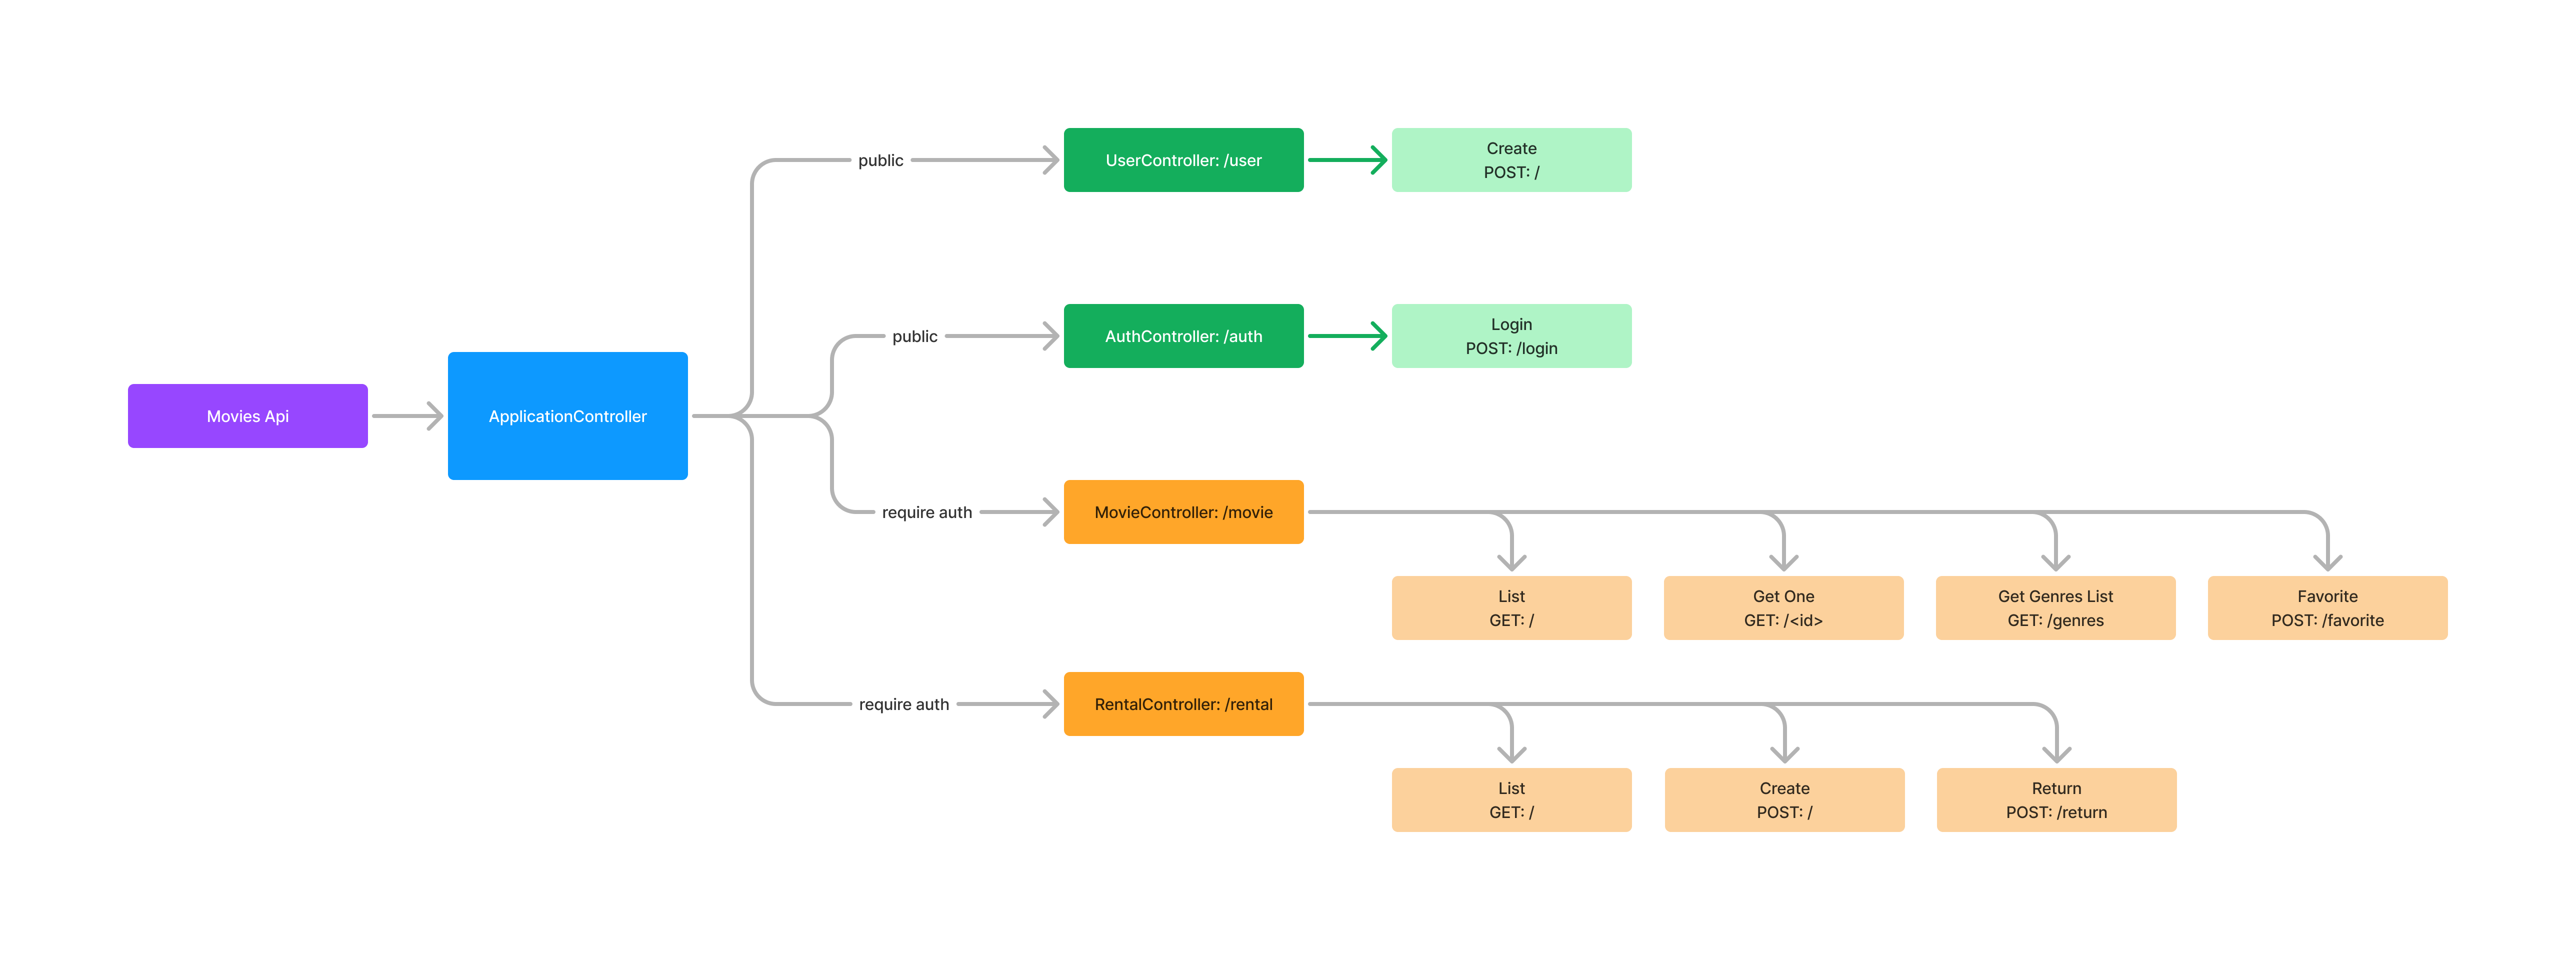 Movies Api
ApplicationController
public
UserController: /user
Create
POST: /
public
AuthController: /auth
Login
POST: /login
require auth
MovieController: /movie
List
GET: /
Get One
GET: /<id>
Get Genres List
GET: /genres
Favorite
POST: /favorite
require auth
RentalController: /rental
List
GET: /
Create
POST: /
Return
POST: /return